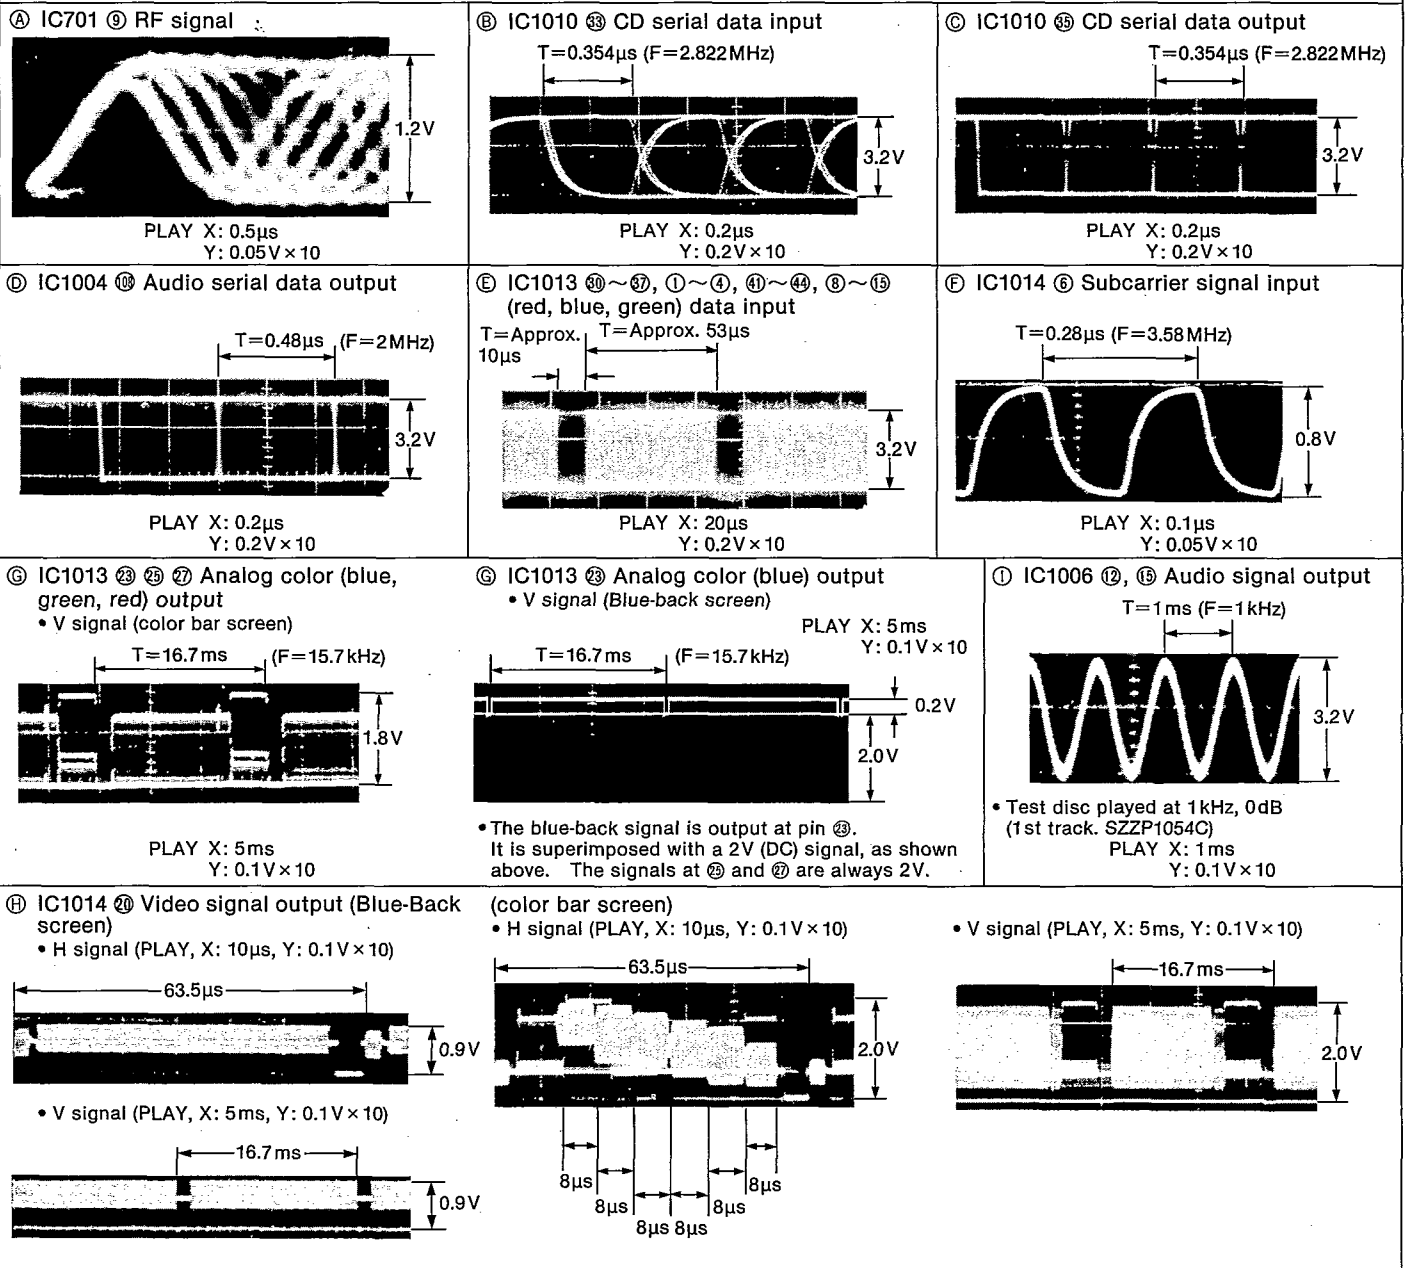 Ⓐ IC701 ⑨ RF signal
1.2V
PLAY X: 0.5µs
Y: 0.05V×10
Ⓑ IC1010 ㉝ CD serial data input
T=0.354µs (F=2.822MHz)
3.2V
PLAY X: 0.2µs
Y: 0.2V×10
Ⓒ IC1010 ㉟ CD serial data output
T=0.354µs (F=2.822MHz)
3.2V
PLAY X: 0.2µs
Y: 0.2V×10
Ⓓ IC1004 Audio serial data output
T=0.48µs (F=2MHz)
3.2V
PLAY X: 0.2µs
Y: 0.2V×10
Ⓔ IC1013 ㉚~㊲, ①~④, ㊶~㊹, ⑧~⑮
(red, blue, green) data input
T=Approx. 10µs
T=Approx. 53µs
3.2V
PLAY X: 20µs
Y: 0.2V×10
Ⓕ IC1014 ⑥ Subcarrier signal input
T=0.28µs (F=3.58MHz)
0.8V
PLAY X: 0.1µs
Y: 0.05V×10
Ⓖ IC1013 ㉓ ㉕ ㉗ Analog color (blue,
green, red) output
• V signal (color bar screen)
T=16.7ms (F=15.7kHz)
1.8V
PLAY X: 5ms
Y: 0.1V×10
Ⓖ IC1013 ㉓ Analog color (blue) output
• V signal (Blue-back screen)
PLAY X: 5ms
Y: 0.1V×10
T=16.7ms (F=15.7kHz)
0.2V
2.0V
• The blue-back signal is output at pin ㉓.
It is superimposed with a 2V (DC) signal, as shown
above. The signals at ㉕ and ㉗ are always 2V.
Ⓘ IC1006 ⑫, ⑮ Audio signal output
T=1ms (F=1kHz)
3.2V
• Test disc played at 1kHz, 0dB
(1st track. SZZP1054C)
PLAY X: 1ms
Y: 0.1V×10
Ⓗ IC1014 ⑳ Video signal output (Blue-Back
screen)
• H signal (PLAY, X: 10µs, Y: 0.1V×10)
63.5µs
0.9V
• V signal (PLAY, X: 5ms, Y: 0.1V×10)
16.7ms
0.9V
(color bar screen)
• H signal (PLAY, X: 10µs, Y: 0.1V×10)
63.5µs
2.0V
8µs
8µs
8µs
8µs
8µs
8µs
• V signal (PLAY, X: 5ms, Y: 0.1V×10)
16.7ms
2.0V